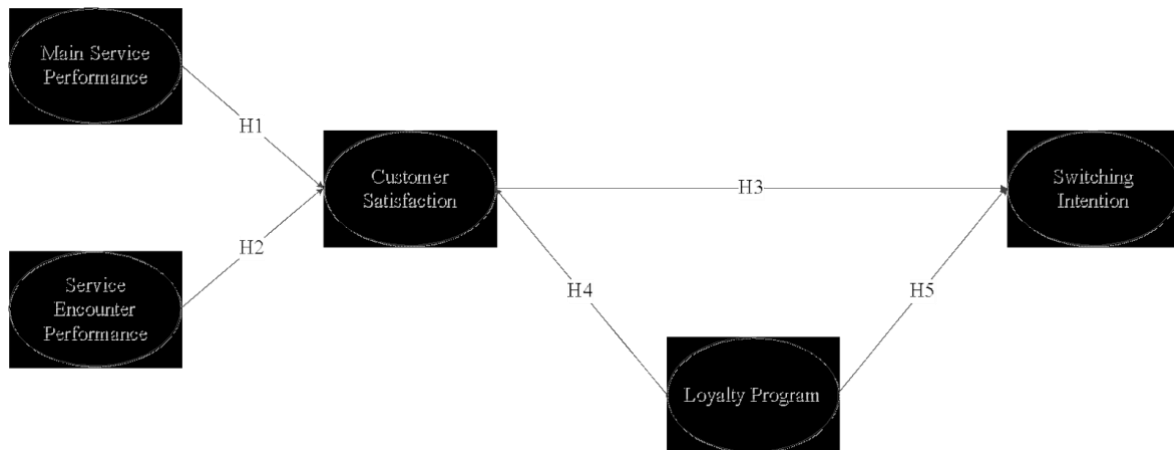 Main Service
Performance
H1
Customer
Satisfaction
H3
Switching
Intention
H2
Service
Encounter
Performance
H4
H5
Loyalty Program